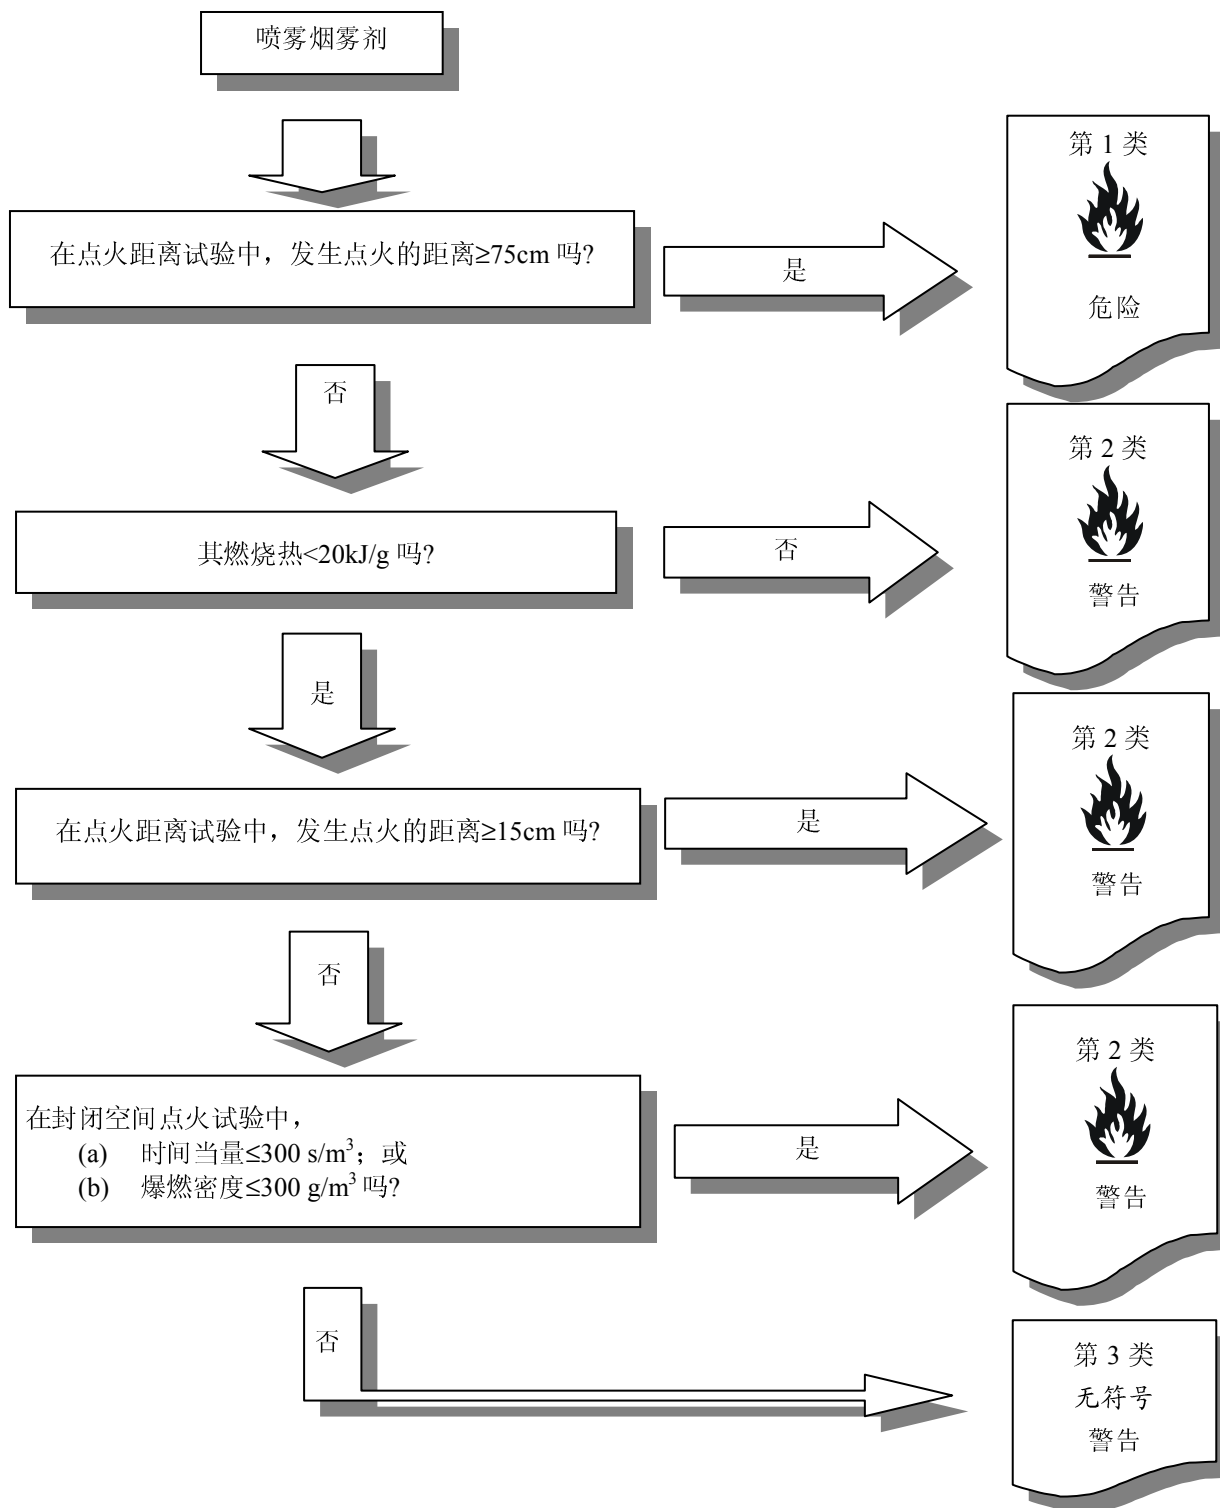 喷雾烟雾剂
第 1 类
危险
在点火距离试验中，发生点火的距离≥75cm 吗?
是
否
第 2 类
警告
其燃烧热<20kJ/g 吗?
否
是
第 2 类
警告
在点火距离试验中，发生点火的距离≥15cm 吗?
是
否
第 2 类
警告
在封闭空间点火试验中，
(a) 时间当量≤300 s/m³；或
(b) 爆燃密度≤300 g/m³ 吗?
是
否
第 3 类
无符号
警告